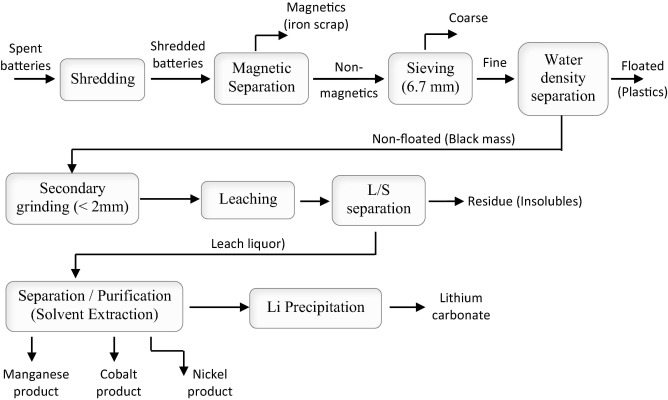 Spent
batteries
Shredding
Shredded
batteries
Magnetic
Separation
Magnetics
(iron scrap)
Non-
magnetics
Sieving
(6.7 mm)
Coarse
Fine
Water
density
separation
Floated
(Plastics)
Non-floated (Black mass)
Secondary
grinding (< 2mm)
Leaching
L/S
separation
Residue (Insolubles)
Leach liquor)
Separation / Purification
(Solvent Extraction)
Li Precipitation
Lithium
carbonate
Manganese
product
Cobalt
product
Nickel
product